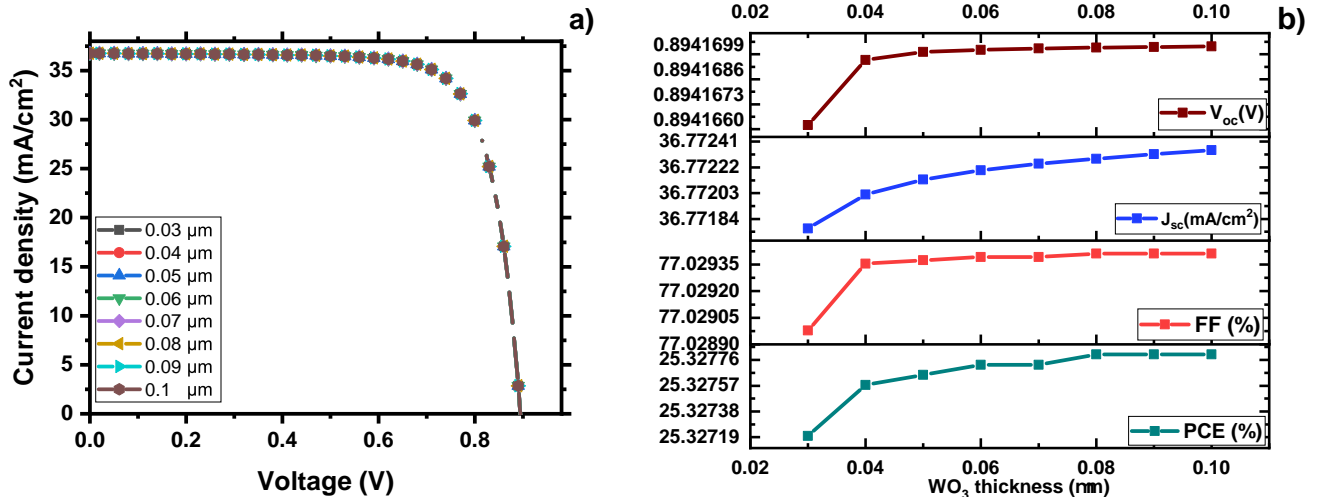 a)
35
30
25
20
15
10
5
0
Current density (mA/cm²)
0.03 µm
0.04 µm
0.05 µm
0.06 µm
0.07 µm
0.08 µm
0.09 µm
0.1 µm
0.0 0.2 0.4 0.6 0.8
Voltage (V)
b)
0.02 0.04 0.06 0.08 0.10
0.8941699
0.8941686
0.8941673
0.8941660
Voc(V)
36.77241
36.77222
36.77203
36.77184
Jsc(mA/cm²)
77.02935
77.02920
77.02905
77.02890
FF (%)
25.32776
25.32757
25.32738
25.32719
PCE (%)
0.02 0.04 0.06 0.08 0.10
WO₃ thickness